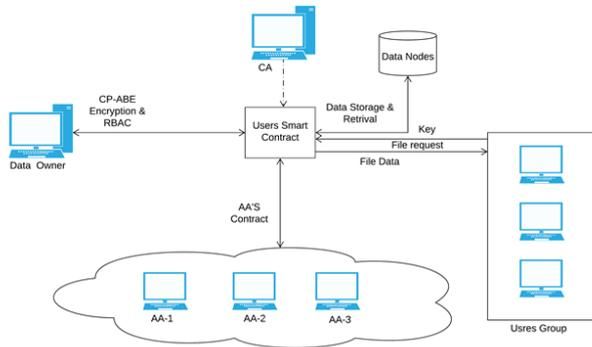 CA
Data Nodes
CP-ABE
Encryption &
RBAC
Users Smart
Contract
Data Storage &
Retrival
Key
File request
File Data
Data Owner
AA'S
Contract
AA-1
AA-2
AA-3
Usres Group